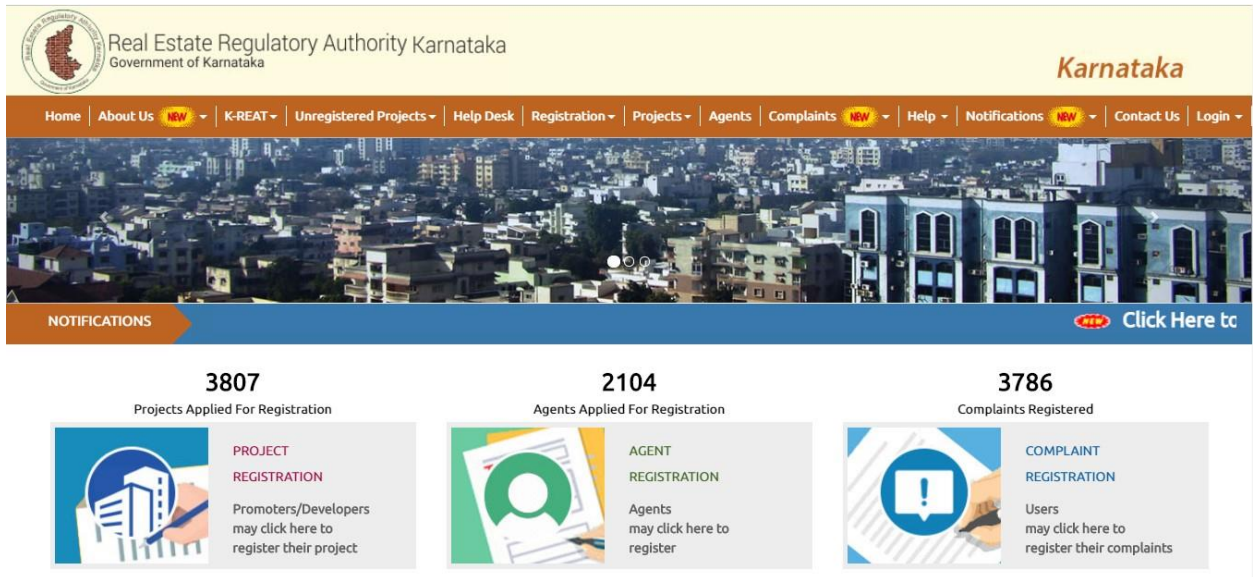 Real Estate Regulatory Authority Karnataka
Government of Karnataka
Karnataka
Home About Us NEW K-REAT Unregistered Projects Help Desk Registration Projects Agents Complaints NEW Help Notifications NEW Contact Us Login
NOTIFICATIONS
NEW Click Here to
3807
Projects Applied For Registration
2104
Agents Applied For Registration
3786
Complaints Registered
PROJECT
REGISTRATION
Promoters/Developers
may click here to
register their project
AGENT
REGISTRATION
Agents
may click here to
register
COMPLAINT
REGISTRATION
Users
may click here to
register their complaints